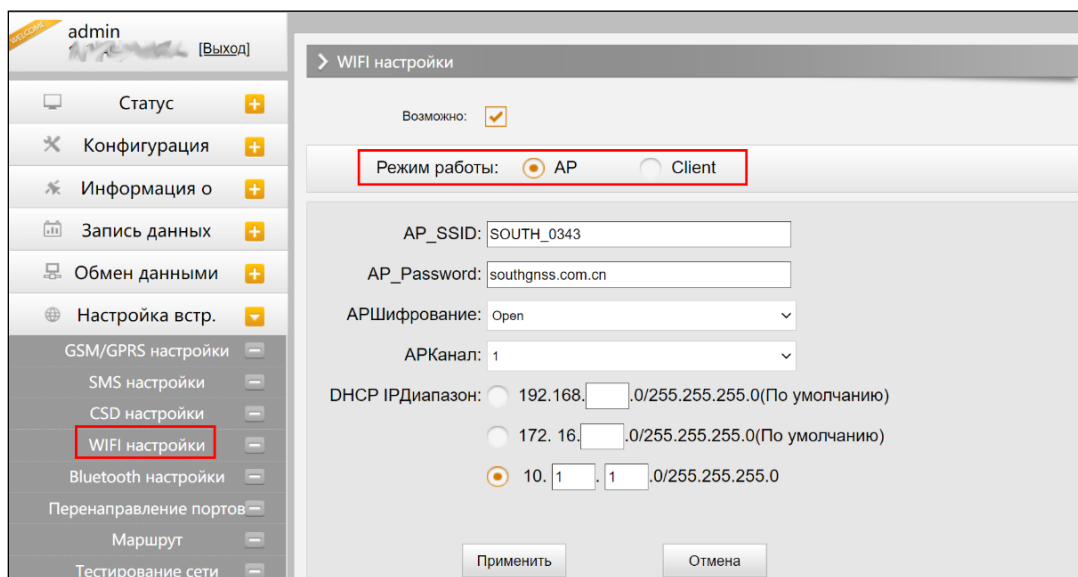 WELCOME
admin
[Выход]
Статус
Конфигурация
Информация о
Запись данных
Обмен данными
Настройка встр.
GSM/GPRS настройки
SMS настройки
CSD настройки
WIFI настройки
Bluetooth настройки
Перенаправление портов
Маршрут
Тестирование сети
WIFI настройки
Возможно:
Режим работы: AP Client
AP_SSID: SOUTH_0343
AP_Password: southgnss.com.cn
APШифрование: Open
APКанал: 1
DHCP IPДиапазон: 192.168. .0/255.255.255.0(По умолчанию)
172. 16. .0/255.255.255.0(По умолчанию)
10. 1 . 1 .0/255.255.255.0
Применить Отмена